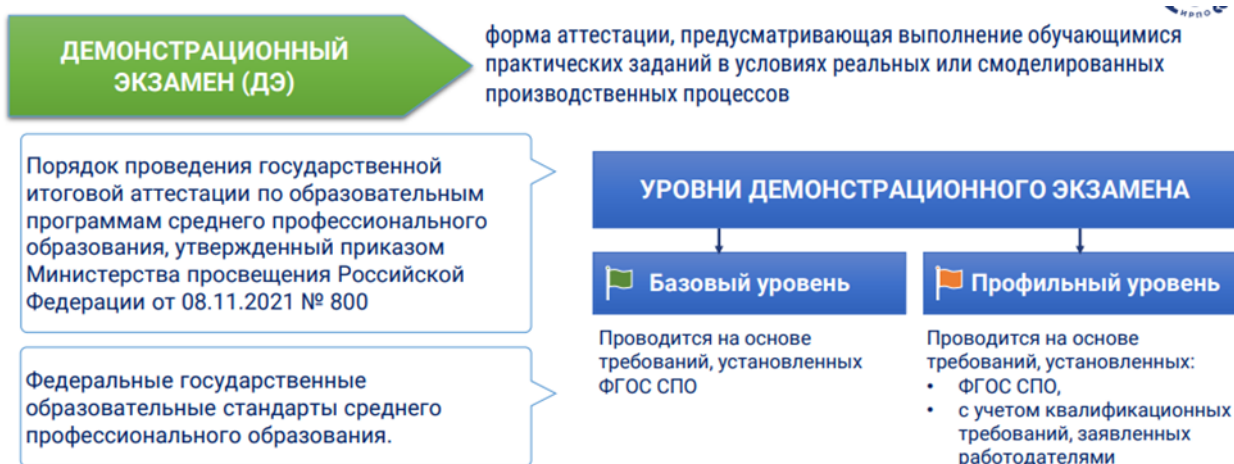 ИРПО
ДЕМОНСТРАЦИОННЫЙ
ЭКЗАМЕН (ДЭ)
форма аттестации, предусматривающая выполнение обучающимися
практических заданий в условиях реальных или смоделированных
производственных процессов
Порядок проведения государственной
итоговой аттестации по образовательным
программам среднего профессионального
образования, утвержденный приказом
Министерства просвещения Российской
Федерации от 08.11.2021 № 800
Федеральные государственные
образовательные стандарты среднего
профессионального образования.
УРОВНИ ДЕМОНСТРАЦИОННОГО ЭКЗАМЕНА
Базовый уровень
Проводится на основе
требований, установленных
ФГОС СПО
Профильный уровень
Проводится на основе
требований, установленных:
• ФГОС СПО,
• с учетом квалификационных
требований, заявленных
работодателями